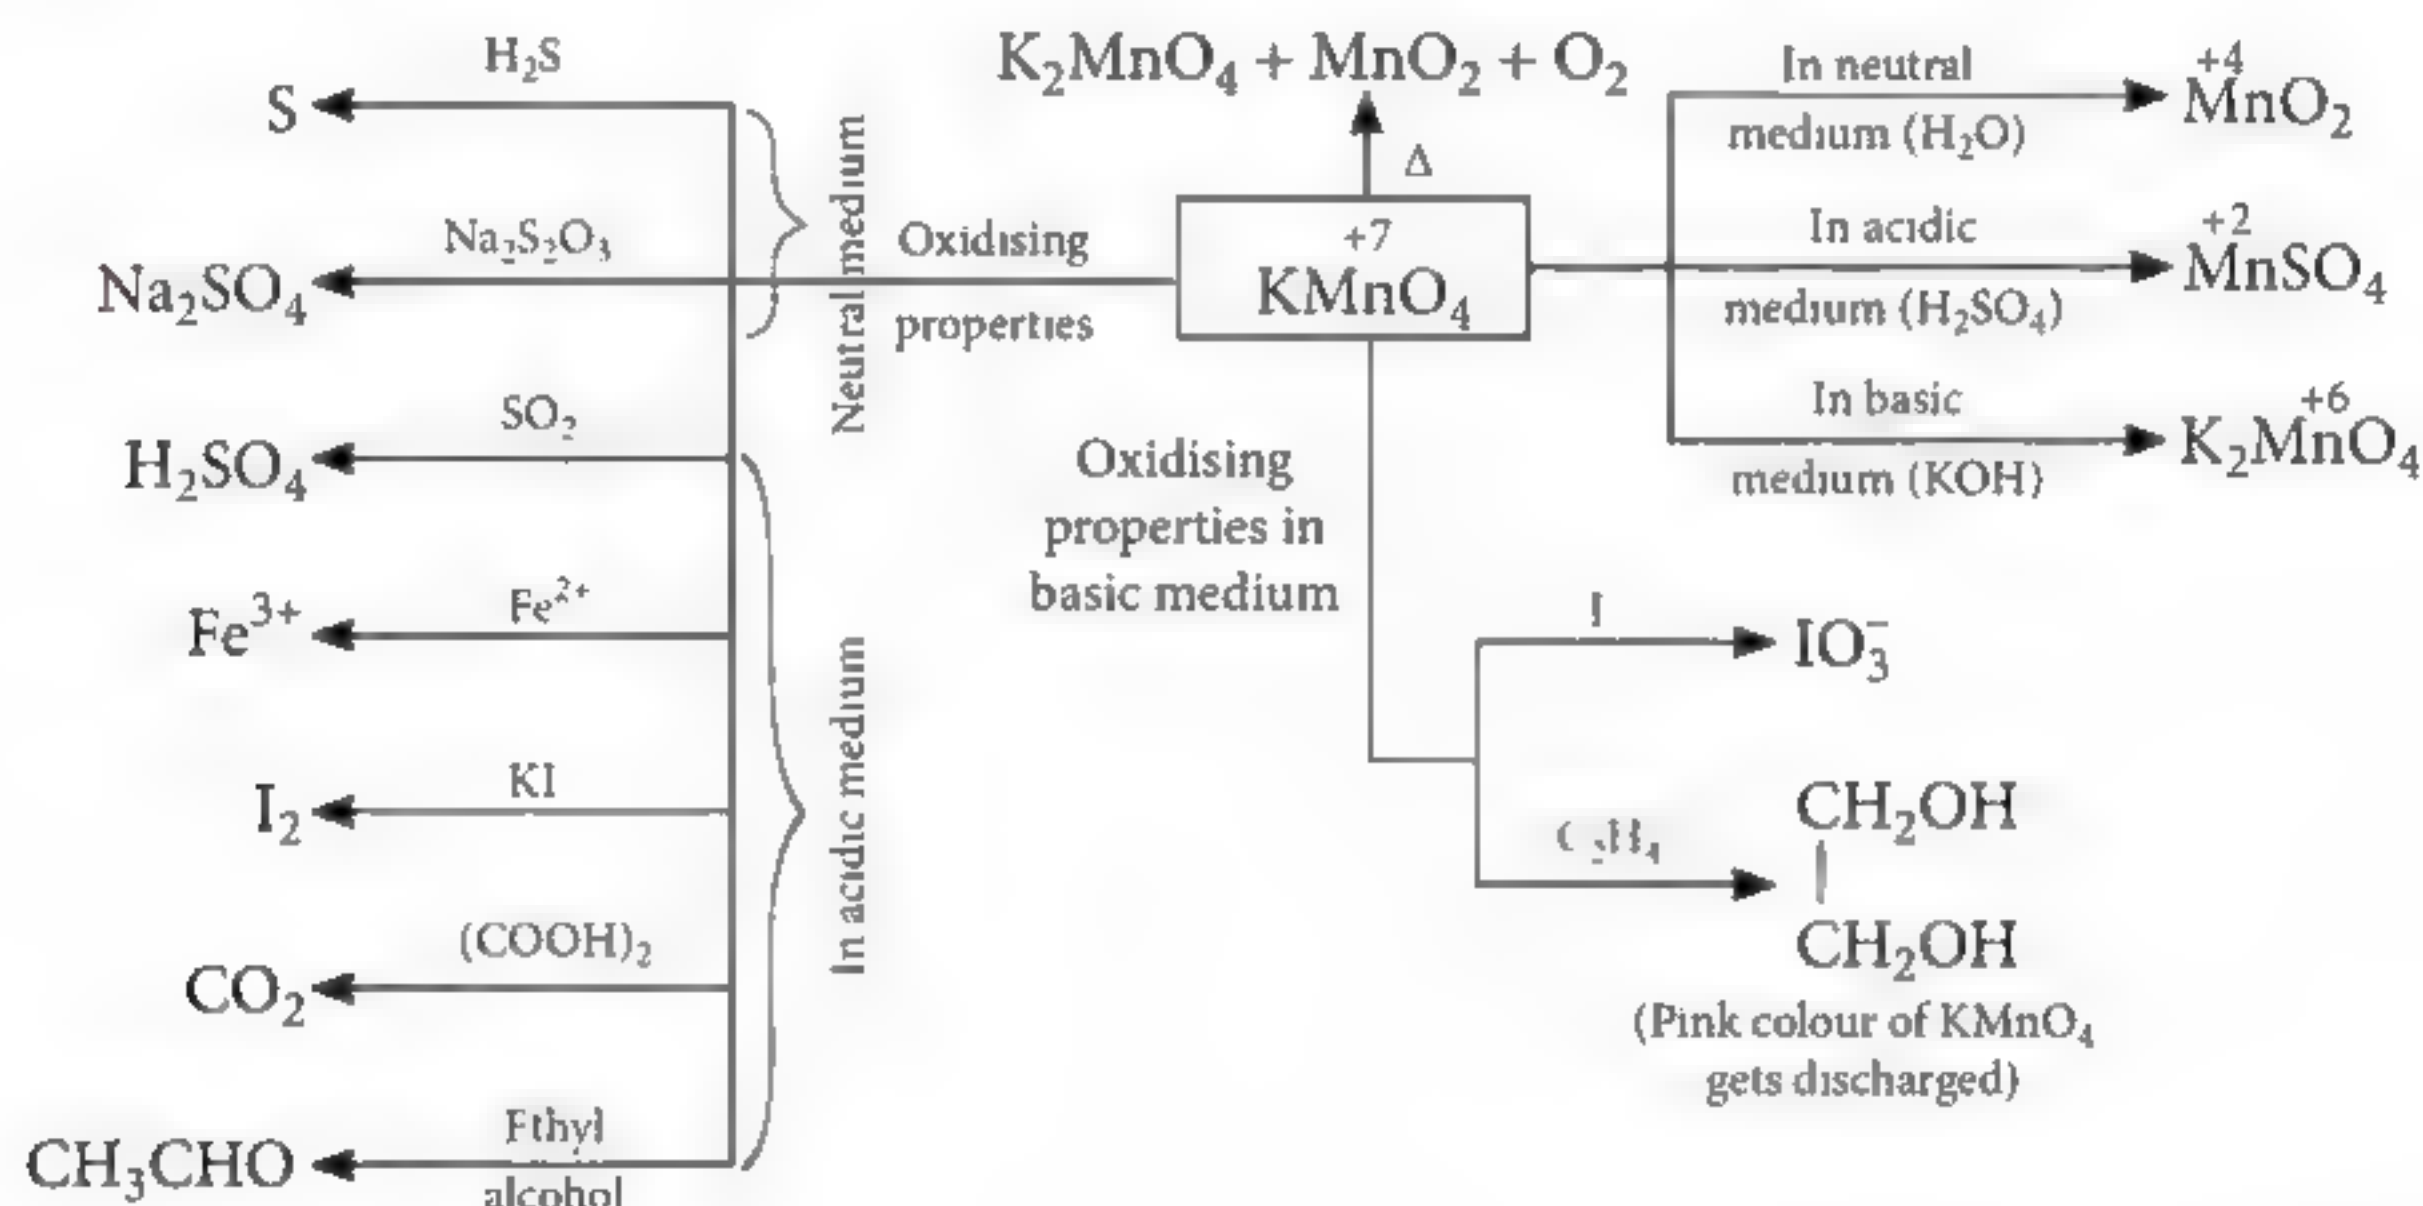 H₂S
S
Na₂S₂O₃
Na₂SO₄
SO₂
H₂SO₄
Fe²⁺
Fe³⁺
KI
I₂
(COOH)₂
CO₂
Ethyl
alcohol
CH₃CHO
Neutral medium
In acidic medium
Oxidising
properties
K₂MnO₄ + MnO₂ + O₂
Δ
+7
KMnO₄
In neutral
medium (H₂O)
+4
MnO₂
In acidic
medium (H₂SO₄)
+2
MnSO₄
In basic
medium (KOH)
+6
K₂MnO₄
Oxidising
properties in
basic medium
I
IO₃⁻
C₂H₄
CH₂OH
|
CH₂OH
(Pink colour of KMnO₄
gets discharged)